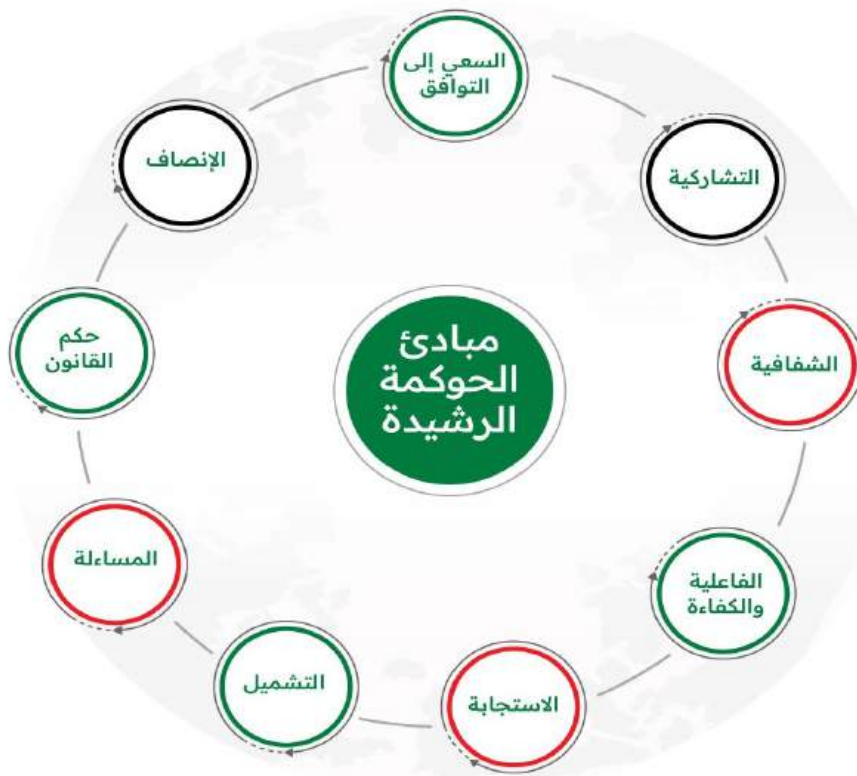 السعي إلى
التوافق
التشاركية
الشفافية
الفاعلية
والكفاءة
الاستجابة
التشميل
المساءلة
حكم
القانون
الإنصاف
مبادئ
الحوكمة
الرشيدة